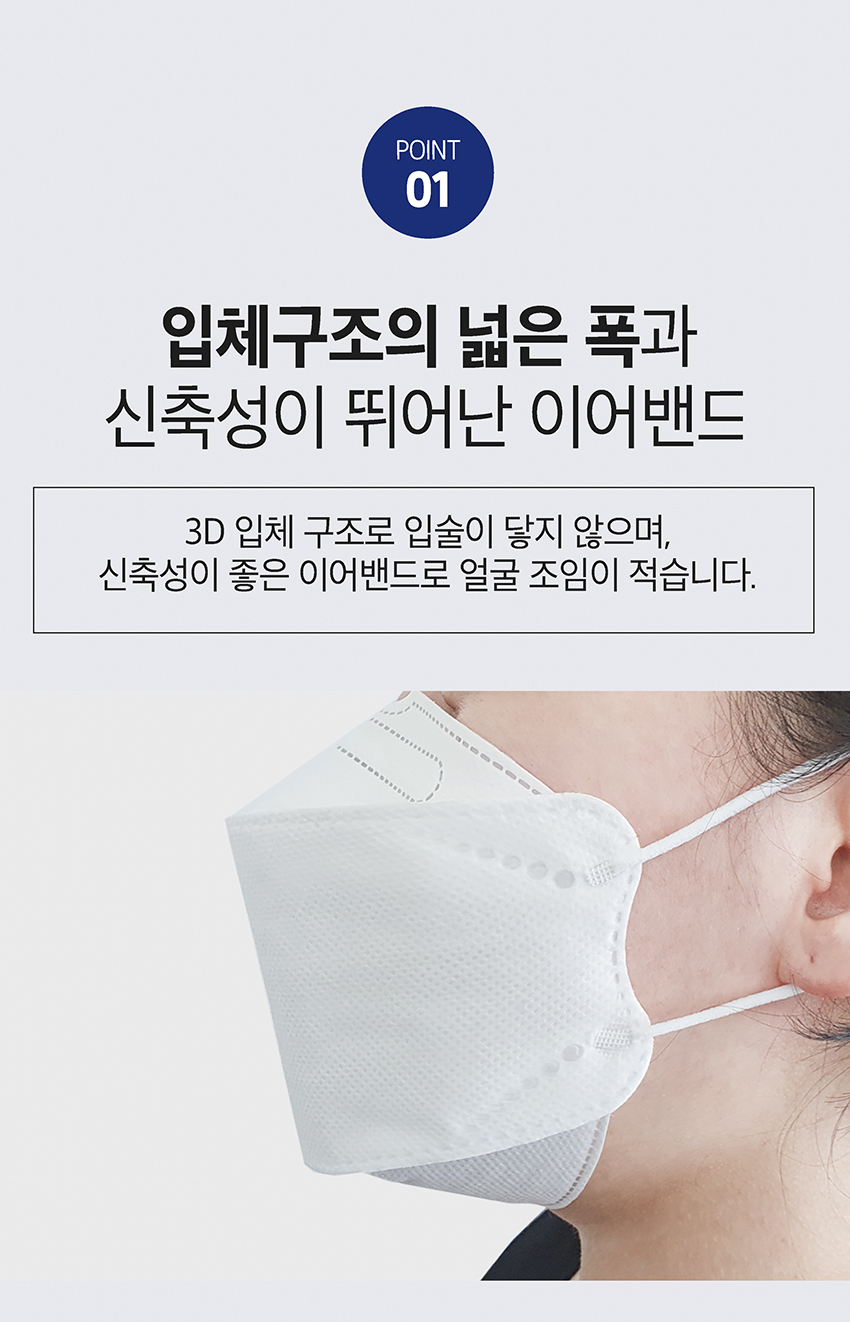 POINT
01
입체구조의 넓은 폭과
신축성이 뛰어난 이어밴드
3D 입체 구조로 입술이 닿지 않으며,
신축성이 좋은 이어밴드로 얼굴 조임이 적습니다.